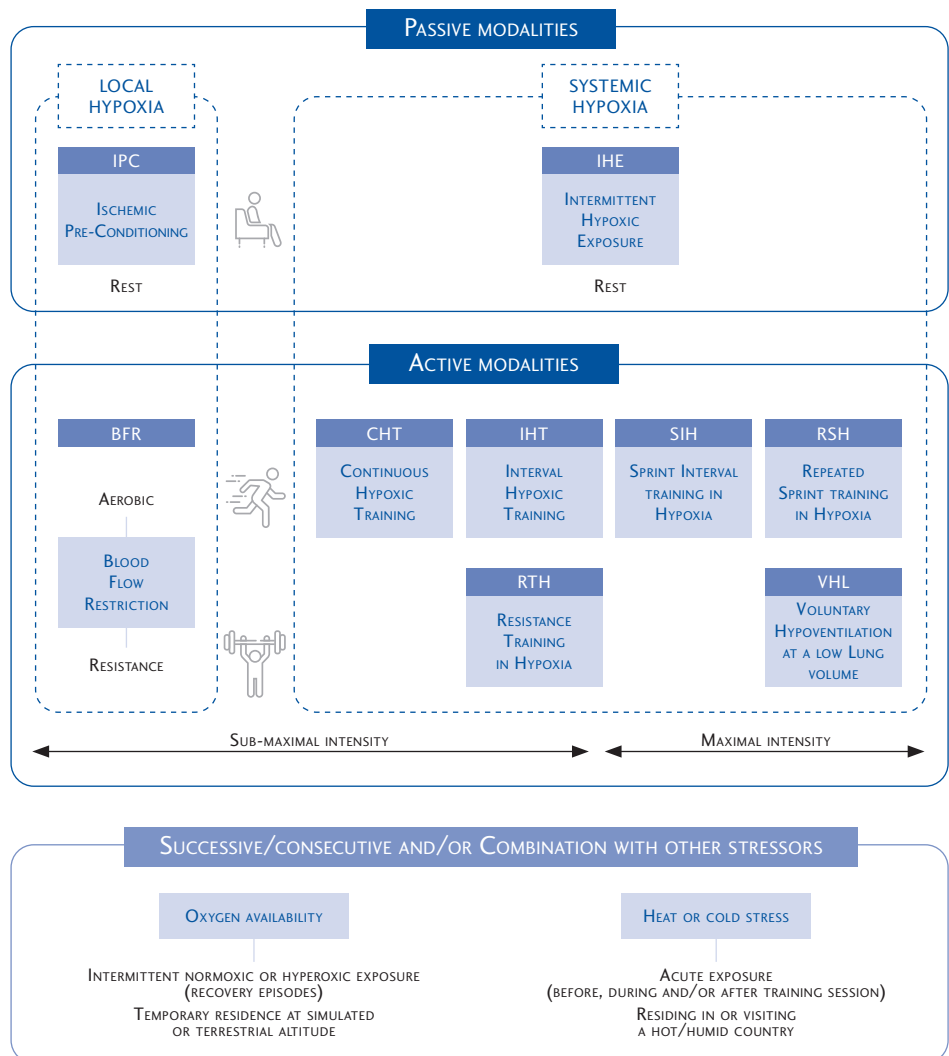 Passive modalities
LOCAL
HYPOXIA
SYSTEMIC
HYPOXIA
IPC
Ischemic
Pre-Conditioning
Rest
IHE
Intermittent
Hypoxic
Exposure
Rest
Active modalities
BFR
Aerobic
Blood
Flow
Restriction
Resistance
CHT
Continuous
Hypoxic
Training
IHT
Interval
Hypoxic
Training
SIH
Sprint Interval
training in
Hypoxia
RSH
Repeated
Sprint training
in Hypoxia
RTH
Resistance
Training
in Hypoxia
VHL
Voluntary
Hypoventilation
at a low Lung
volume
Sub-maximal intensity
Maximal intensity
Successive/consecutive and/or Combination with other stressors
Oxygen availability
Intermittent normoxic or hyperoxic exposure
(recovery episodes)
Temporary residence at simulated
or terrestrial altitude
Heat or cold stress
Acute exposure
(before, during and/or after training session)
Residing in or visiting
a hot/humid country